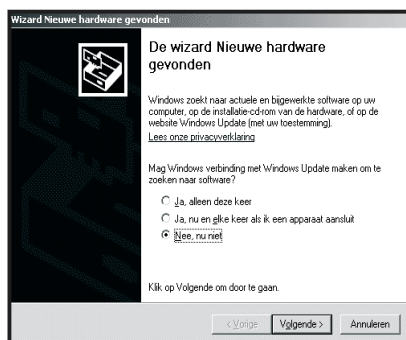 Wizard Nieuwe hardware gevonden
De wizard Nieuwe hardware
gevonden
Windows zoekt naar actuele en bijgewerkte software op uw
computer, op de installatie-cd-rom van de hardware, of op de
website Windows Update (met uw toestemming).
Lees onze privacyverklaring
Mag Windows verbinding met Windows Update maken om te
zoeken naar software?
Ja, alleen deze keer
Ja, nu en elke keer als ik een apparaat aansluit
Nee, nu niet
Klik op Volgende om door te gaan.
< Vorige
Volgende >
Annuleren